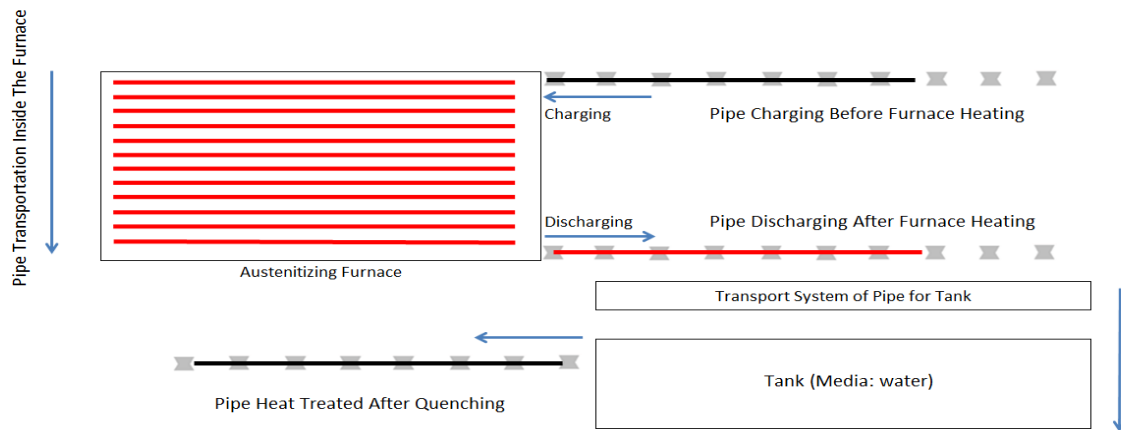 Pipe Transportation Inside The Furnace
Charging
Pipe Charging Before Furnace Heating
Discharging
Pipe Discharging After Furnace Heating
Austenitizing Furnace
Transport System of Pipe for Tank
Tank (Media: water)
Pipe Heat Treated After Quenching